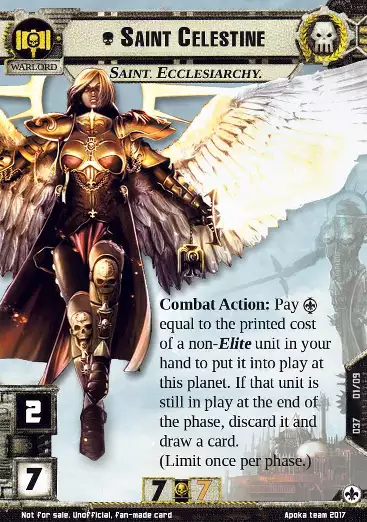 SAINT CELESTINE
WARLORD
SAINT. ECCLESIARCHY.
Combat Action: Pay
equal to the printed cost
of a non-Elite unit in your
hand to put it into play at
this planet. If that unit is
still in play at the end of
the phase, discard it and
draw a card.
(Limit once per phase.)
2
7
7 7
037 01/09
Not for sale. Unofficial, fan-made card
Apoka team 2017